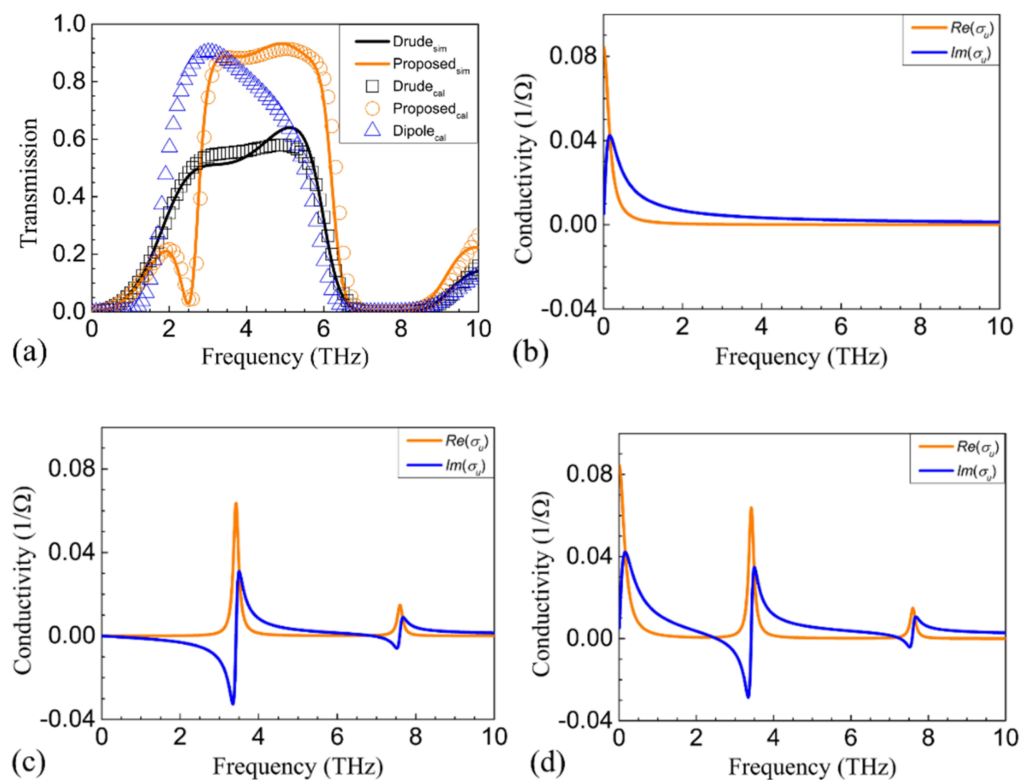 1.0
0.8
0.6
0.4
0.2
0.0
0 2 4 6 8 10
Transmission
Frequency (THz)
Drude_sim
Proposed_sim
Drude_cal
Proposed_cal
Dipole_cal
(a)
0.08
0.04
0.00
-0.04
0 2 4 6 8 10
Conductivity (1/Ω)
Frequency (THz)
Re(σ_u)
Im(σ_u)
(b)
0.08
0.04
0.00
-0.04
0 2 4 6 8 10
Conductivity (1/Ω)
Frequency (THz)
Re(σ_u)
Im(σ_u)
(c)
0.08
0.04
0.00
-0.04
0 2 4 6 8 10
Conductivity (1/Ω)
Frequency (THz)
Re(σ_u)
Im(σ_u)
(d)